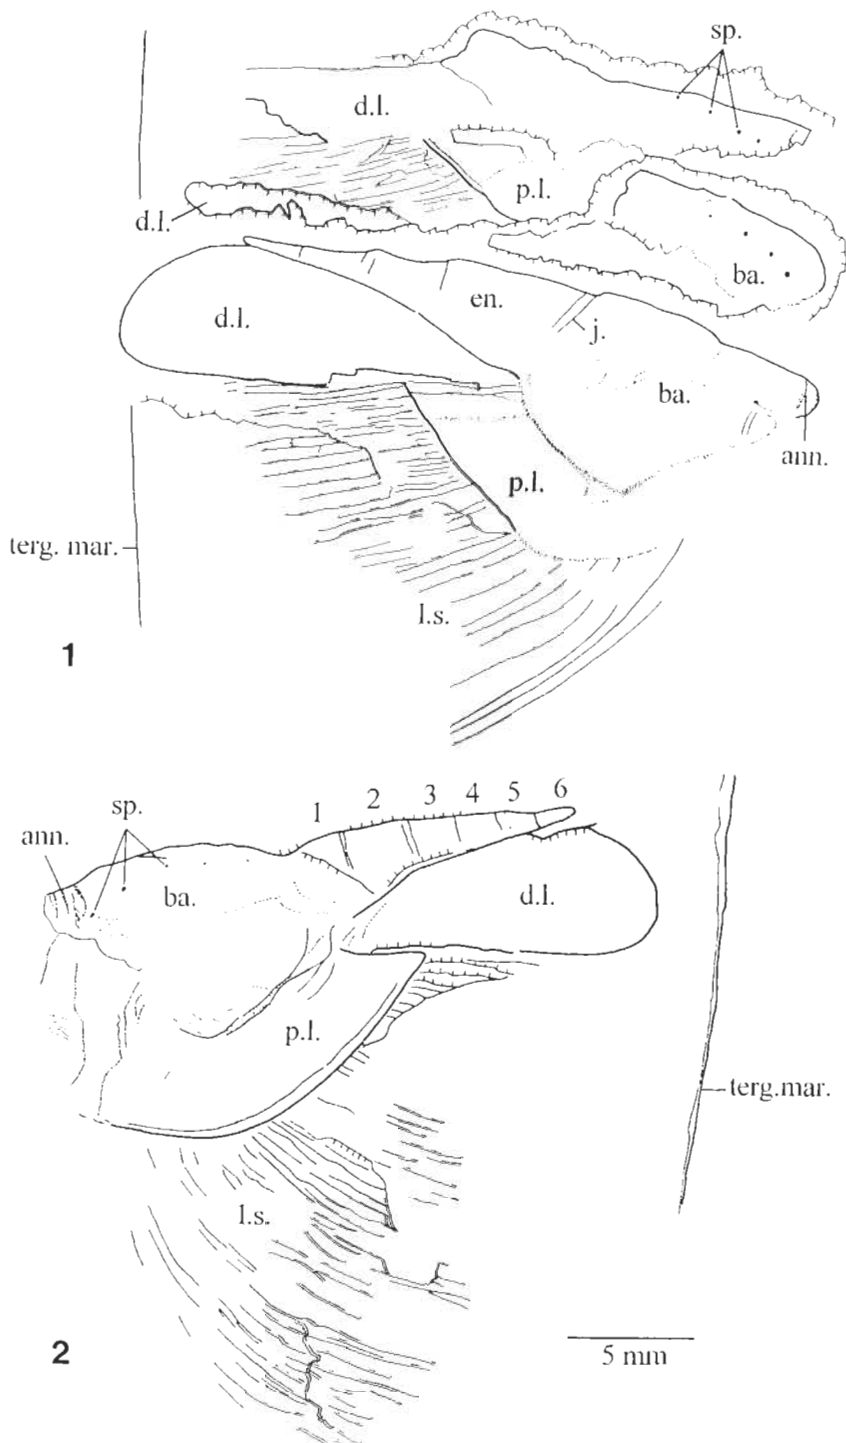 sp.
d.l.
p.l.
d.l.
ba.
en.
d.l.
j.
ba.
ann.
p.l.
terg. mar.
l.s.
1
1 2 3 4 5 6
sp.
ann.
ba.
d.l.
p.l.
terg.mar.
l.s.
2
5 mm